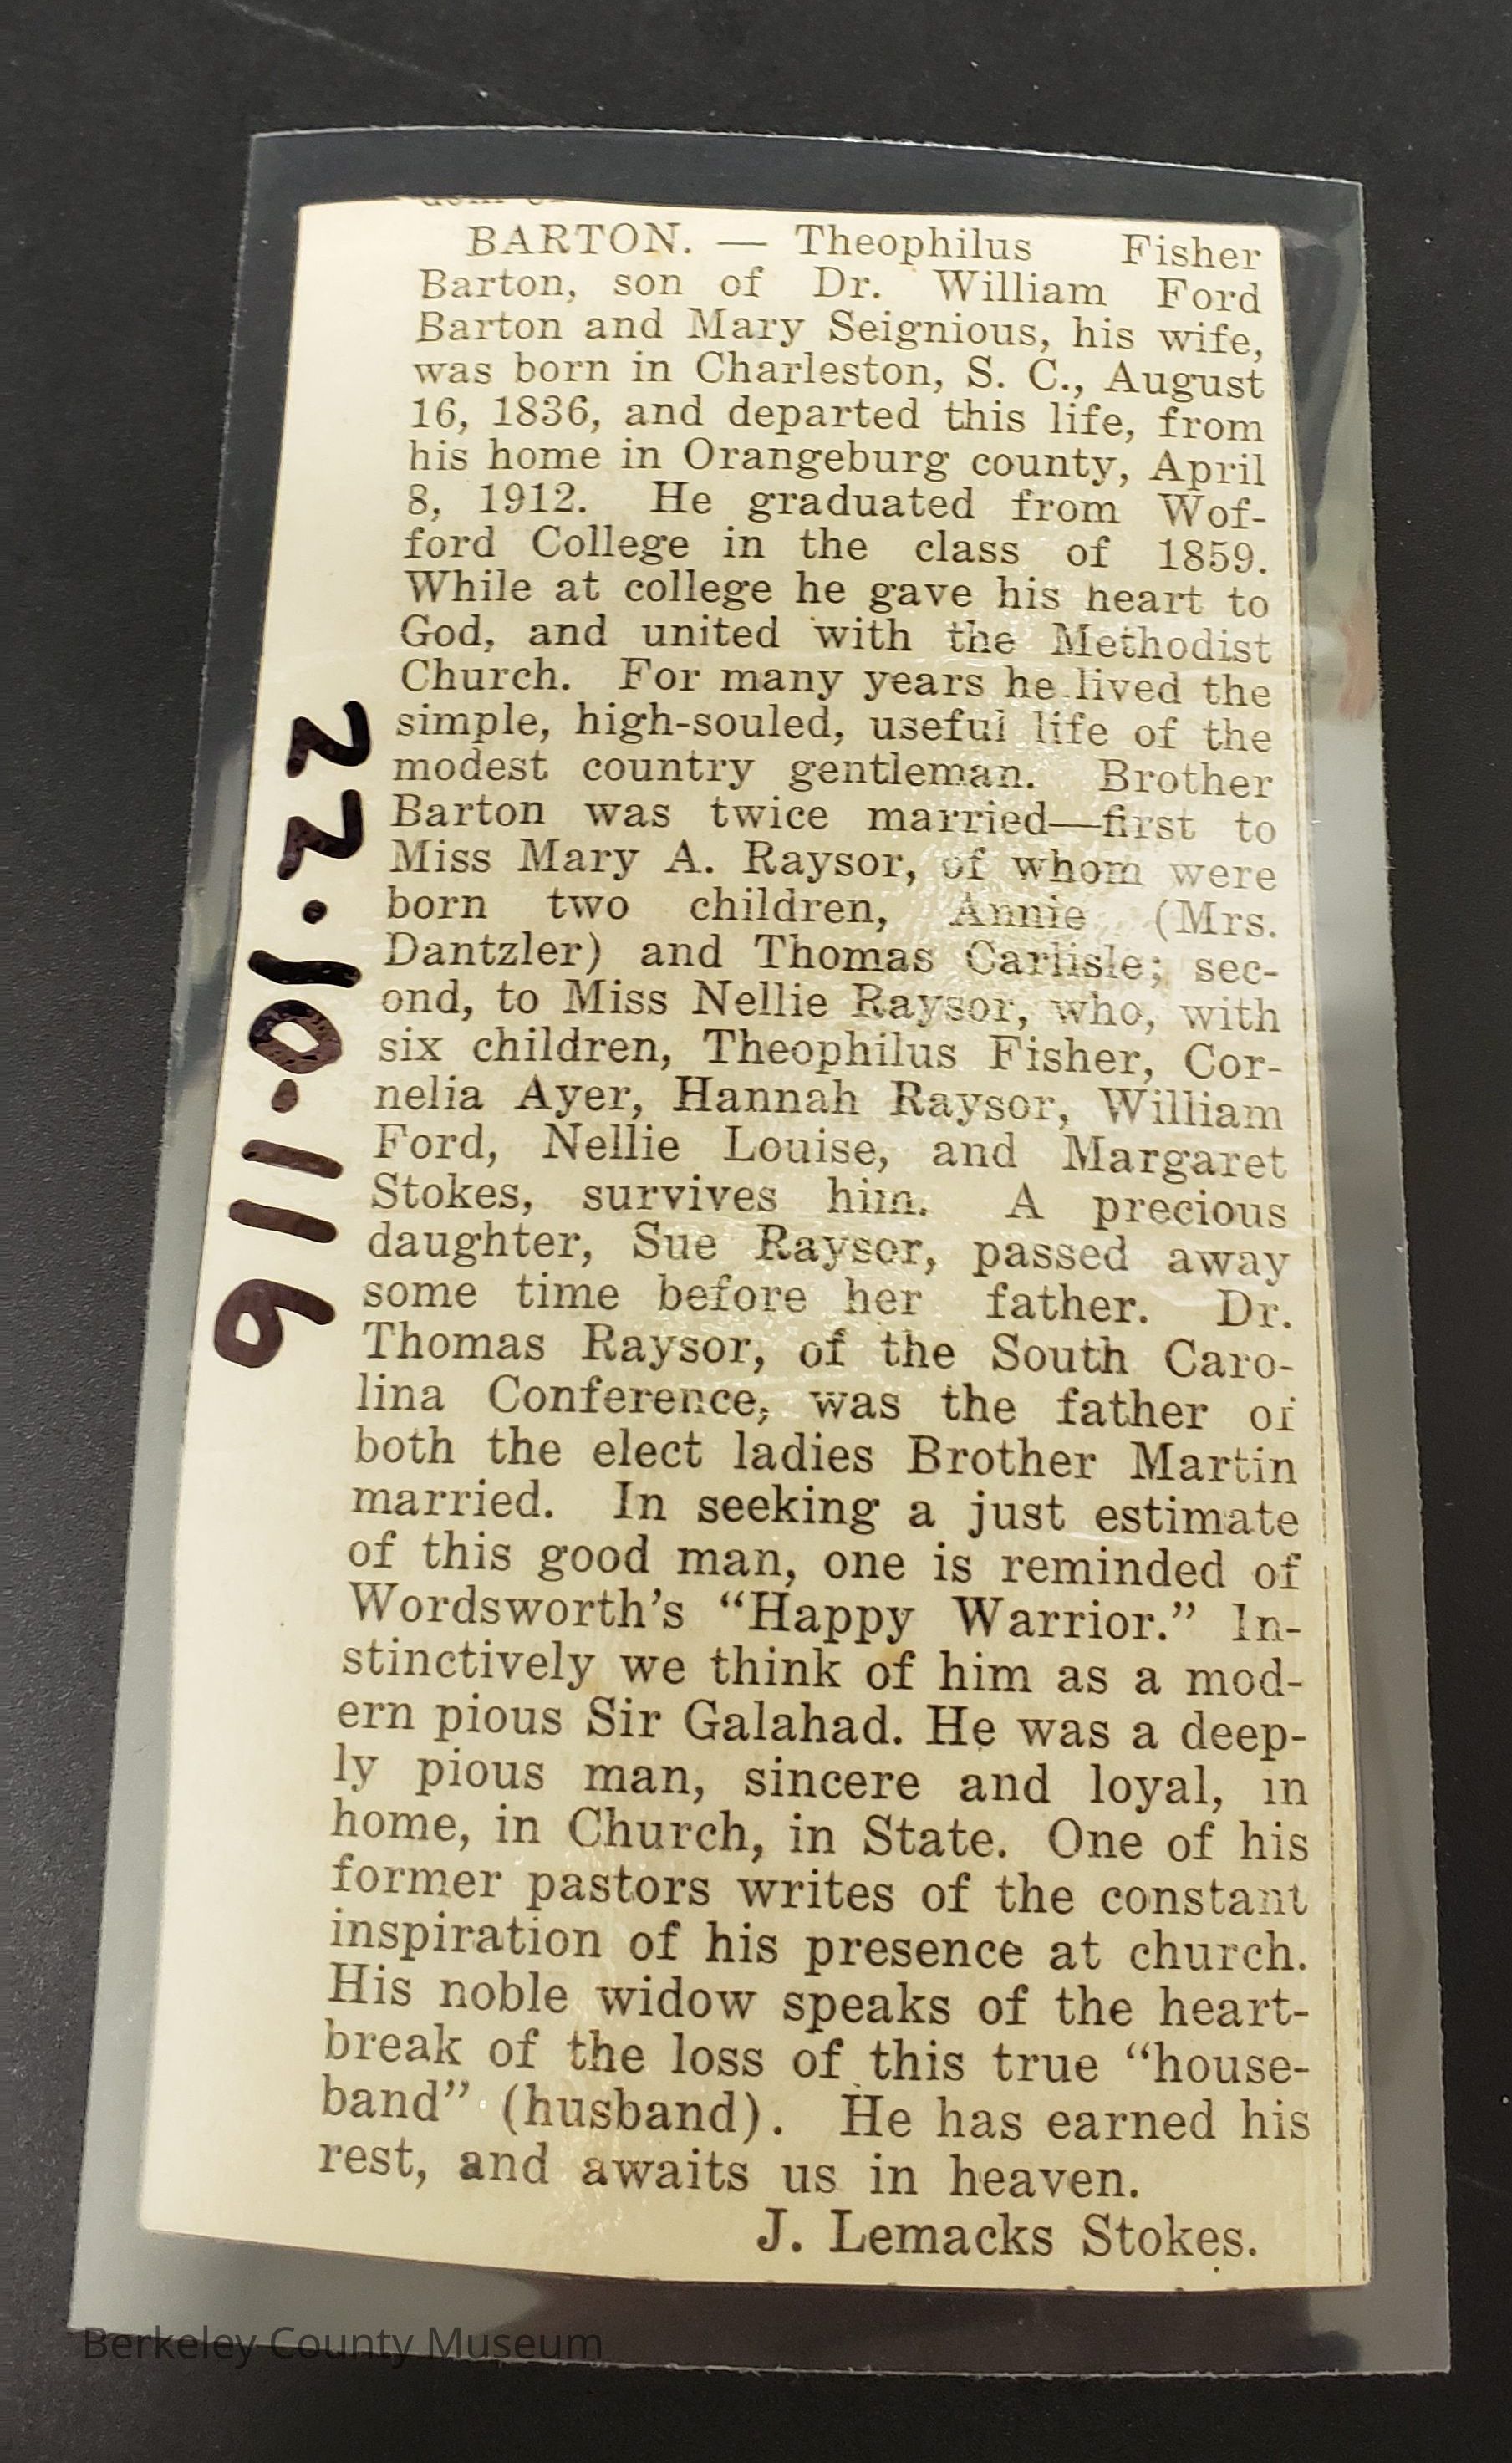 BARTON. — Theophilus Fisher
Barton, son of Dr. William Ford
Barton and Mary Seignious, his wife,
was born in Charleston, S. C., August
16, 1836, and departed this life, from
his home in Orangeburg county, April
8, 1912. He graduated from Wof-
ford College in the class of 1859.
While at college he gave his heart to
God, and united with the Methodist
Church. For many years he lived the
simple, high-souled, useful life of the
modest country gentleman. Brother
Barton was twice married—first to
Miss Mary A. Raysor, of whom were
born two children, Annie (Mrs.
Dantzler) and Thomas Carlisle; sec-
ond, to Miss Nellie Raysor, who, with
six children, Theophilus Fisher, Cor-
nelia Ayer, Hannah Raysor, William
Ford, Nellie Louise, and Margaret
Stokes, survives him. A precious
daughter, Sue Raysor, passed away
some time before her father. Dr.
Thomas Raysor, of the South Caro-
lina Conference, was the father of
both the elect ladies Brother Martin
married. In seeking a just estimate
of this good man, one is reminded of
Wordsworth's “Happy Warrior.” In-
stinctively we think of him as a mod-
ern pious Sir Galahad. He was a deep-
ly pious man, sincere and loyal, in
home, in Church, in State. One of his
former pastors writes of the constant
inspiration of his presence at church.
His noble widow speaks of the heart-
break of the loss of this true “house-
band” (husband). He has earned his
rest, and awaits us in heaven.
J. Lemacks Stokes.
22.10.119
Berkeley County Museum